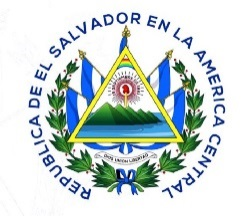 REPUBLICA DE EL SALVADOR EN LA AMERICA CENTRAL
DIOS UNION LIBERTAD